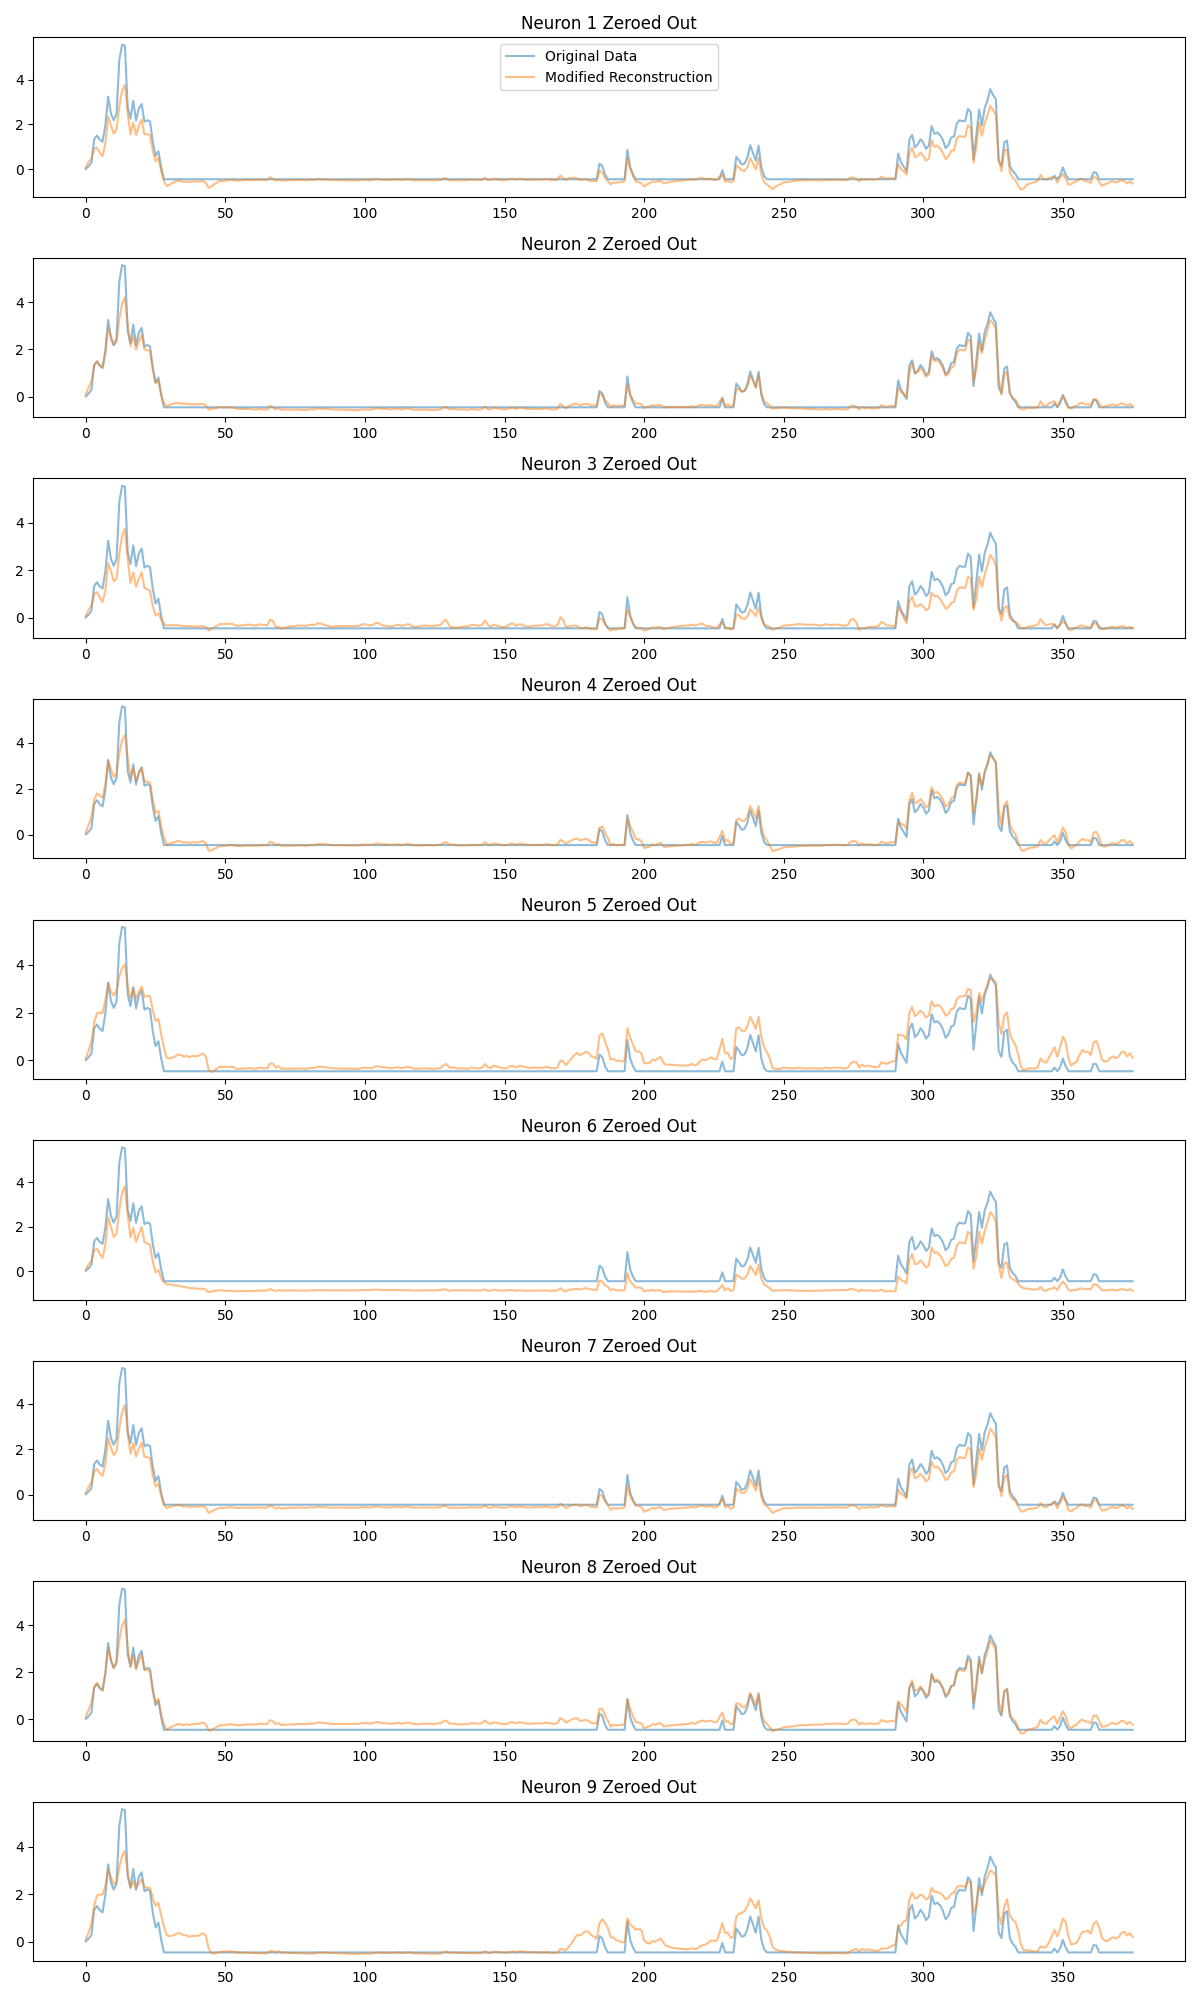 Neuron 1 Zeroed Out
Original Data
Modified Reconstruction
4
2
0
0 50 100 150 200 250 300 350
Neuron 2 Zeroed Out
4
2
0
0 50 100 150 200 250 300 350
Neuron 3 Zeroed Out
4
2
0
0 50 100 150 200 250 300 350
Neuron 4 Zeroed Out
4
2
0
0 50 100 150 200 250 300 350
Neuron 5 Zeroed Out
4
2
0
0 50 100 150 200 250 300 350
Neuron 6 Zeroed Out
4
2
0
0 50 100 150 200 250 300 350
Neuron 7 Zeroed Out
4
2
0
0 50 100 150 200 250 300 350
Neuron 8 Zeroed Out
4
2
0
0 50 100 150 200 250 300 350
Neuron 9 Zeroed Out
4
2
0
0 50 100 150 200 250 300 350